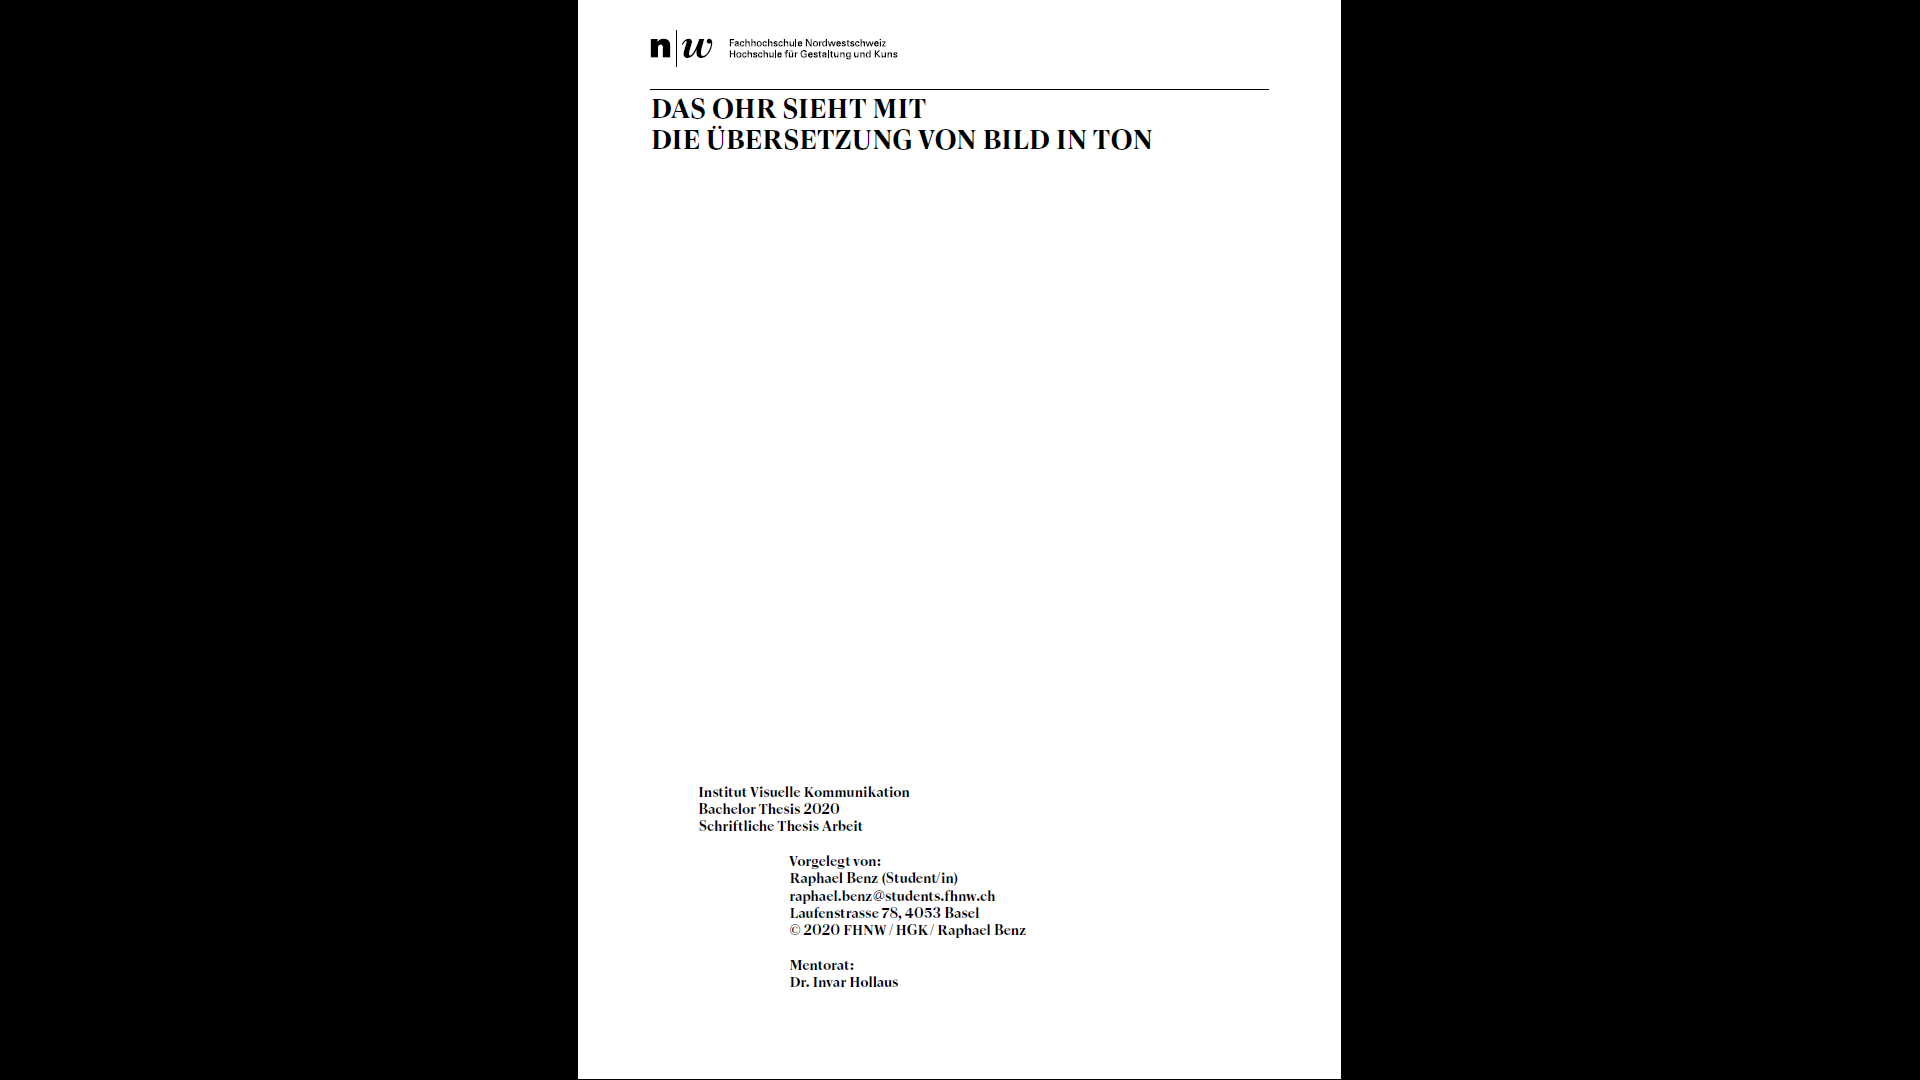 n|w
Fachhochschule Nordwestschweiz
Hochschule für Gestaltung und Kuns
DAS OHR SIEHT MIT
DIE ÜBERSETZUNG VON BILD IN TON
Institut Visuelle Kommunikation
Bachelor Thesis 2020
Schriftliche Thesis Arbeit
Vorgelegt von:
Raphael Benz (Student/in)
raphael.benz@students.fhnw.ch
Laufenstrasse 78, 4053 Basel
© 2020 FHNW / HGK / Raphael Benz
Mentorat:
Dr. Invar Hollaus